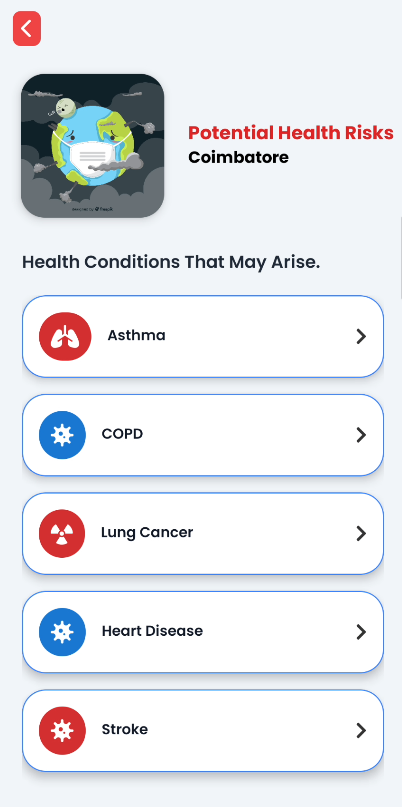 Potential Health Risks
Coimbatore
Health Conditions That May Arise.
Asthma
COPD
Lung Cancer
Heart Disease
Stroke